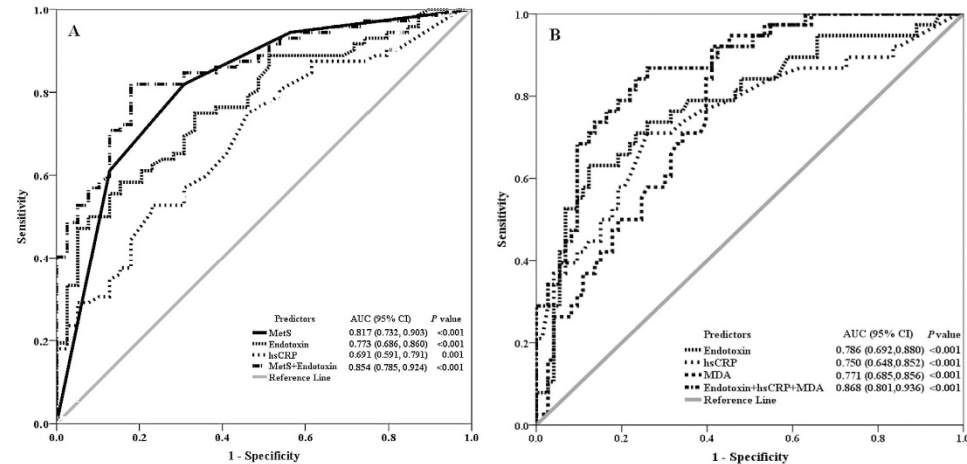 A
1.0
0.8
0.6
0.4
0.2
0.0
Sensitivity
Predictors AUC (95% CI) P value
MetS 0.817 (0.732, 0.903) <0.001
Endotoxin 0.773 (0.686, 0.860) <0.001
hsCRP 0.691 (0.591, 0.791) 0.001
MetS+Endotoxin 0.854 (0.785, 0.924) <0.001
Reference Line
0.0 0.2 0.4 0.6 0.8 1.0
1 - Specificity
B
1.0
0.8
0.6
0.4
0.2
0.0
Sensitivity
Predictors AUC (95% CI) P value
Endotoxin 0.786 (0.692,0.880) <0.001
hsCRP 0.750 (0.648,0.852) <0.001
MDA 0.771 (0.685,0.856) <0.001
Endotoxin+hsCRP+MDA 0.868 (0.801,0.936) <0.001
Reference Line
0.0 0.2 0.4 0.6 0.8 1.0
1 - Specificity